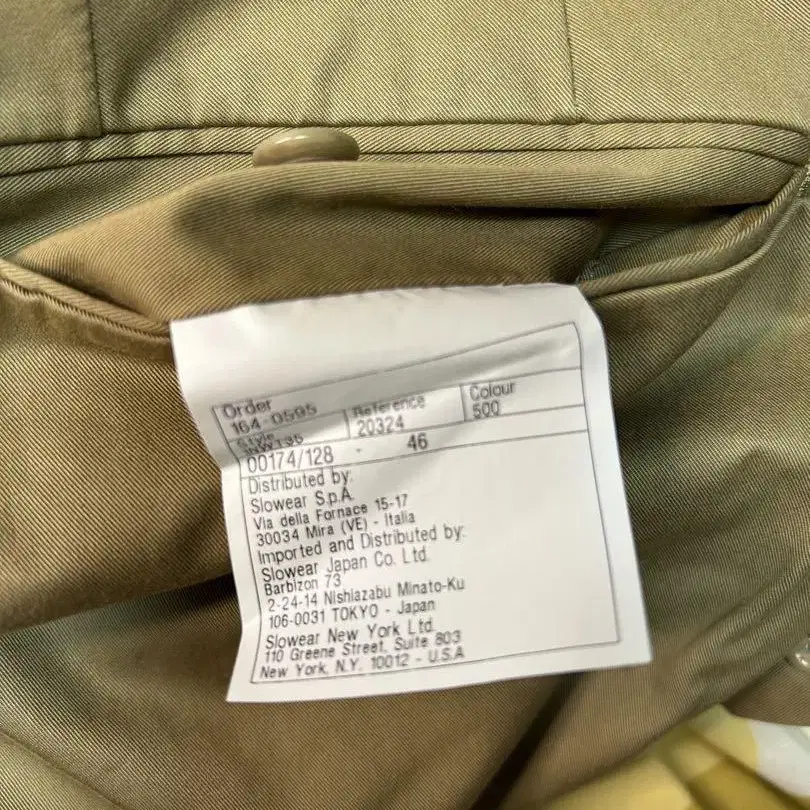 Order Reference Colour
164-0595 20324 500
Style
1NW135
00174/128 - 46
Distributed by:
Slowear S.p.A.
Via della Fornace 15-17
30034 Mira (VE) - Italia
Imported and Distributed by:
Slowear Japan Co. Ltd.
Barbizon 73
2-24-14 Nishiazabu Minato-Ku
106-0031 TOKYO - Japan
Slowear New York Ltd.
110 Greene Street, Suite 803
New York, N.Y. 10012 - U.S.A